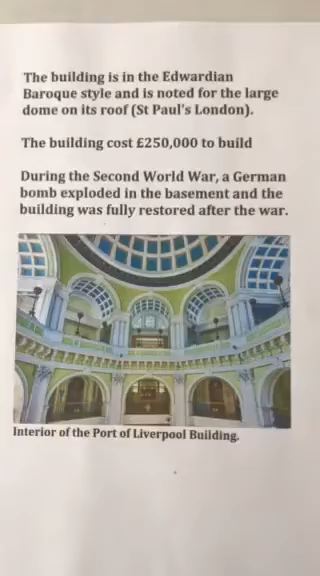 The building is in the Edwardian
Baroque style and is noted for the large
dome on its roof (St Paul's London).
The building cost £250,000 to build
During the Second World War, a German
bomb exploded in the basement and the
building was fully restored after the war.
Interior of the Port of Liverpool Building.